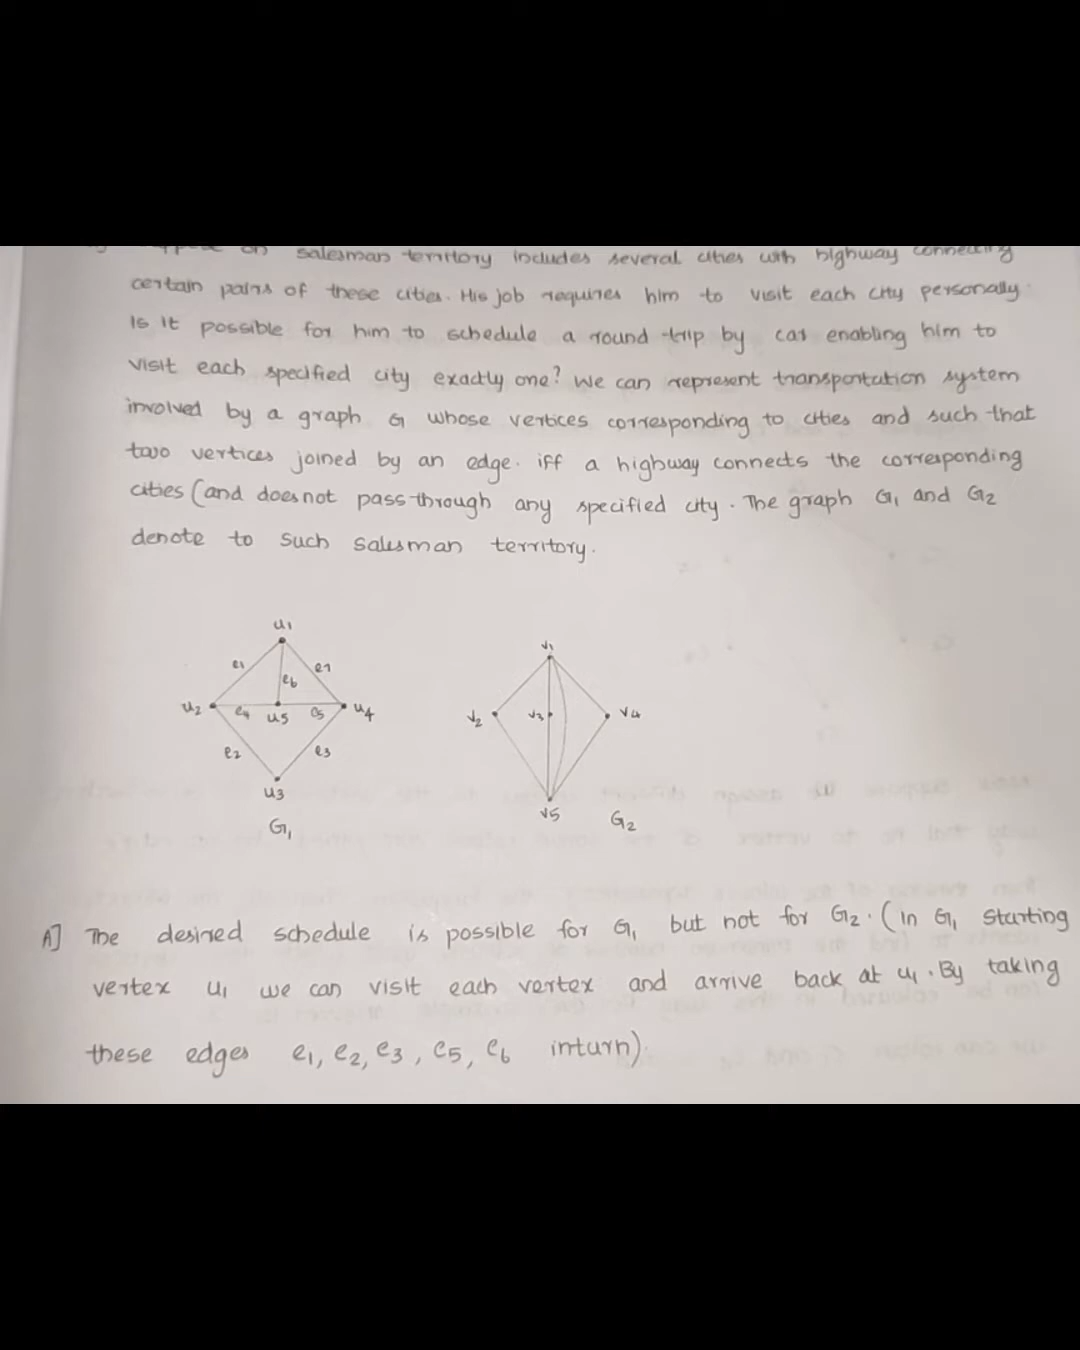 on salesman territory includes several cities with highway connecting
certain pairs of these cities. His job requires him to visit each city personally.
Is it possible for him to schedule a round trip by car enabling him to
visit each specified city exactly one? We can represent transportation system
involved by a graph G whose vertices corresponding to cities and such that
two vertices joined by an edge. iff a highway connects the corresponding
cities (and does not pass through any specified city. The graph G1 and G2
denote to such salesman territory.
u1
e1 e7
e6
u2 e4 u5 e5 u4
e2 e3
u3
G1
v1
v2 v3 v4
v5 G2
A] The desired schedule is possible for G1 but not for G2. (In G1 starting
vertex u1 we can visit each vertex and arrive back at u1. By taking
these edges e1, e2, e3, e5, e6 inturn).